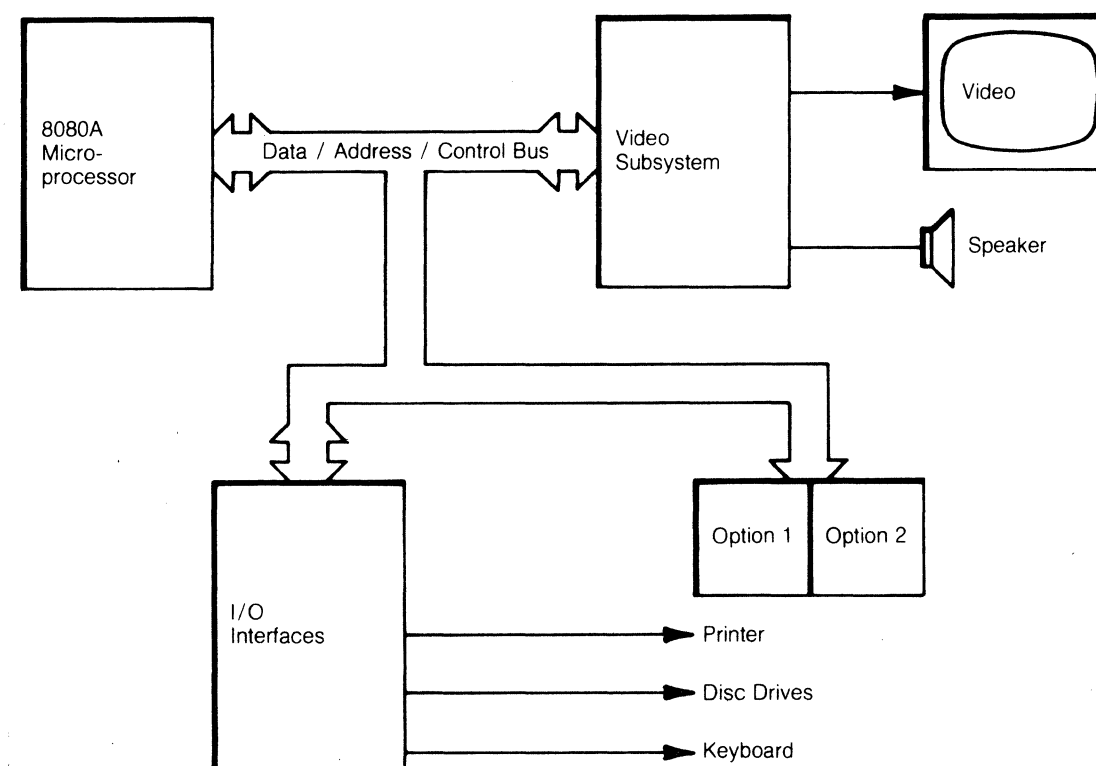 8080A
Micro-
processor
Data / Address / Control Bus
Video
Subsystem
Video
Speaker
I/O
Interfaces
Option 1
Option 2
Printer
Disc Drives
Keyboard